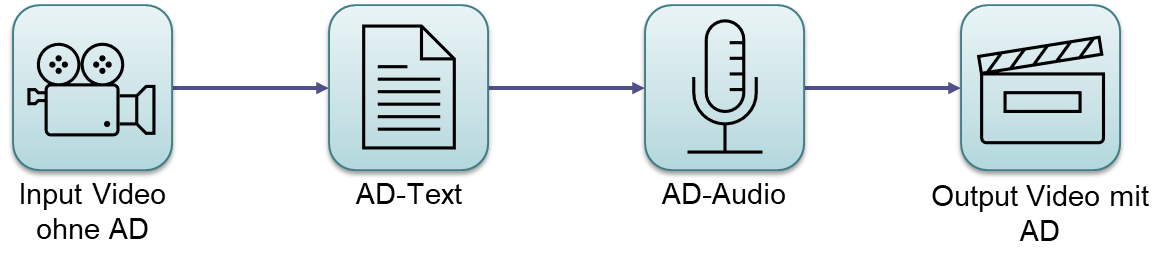 Input Video
ohne AD
AD-Text
AD-Audio
Output Video mit
AD